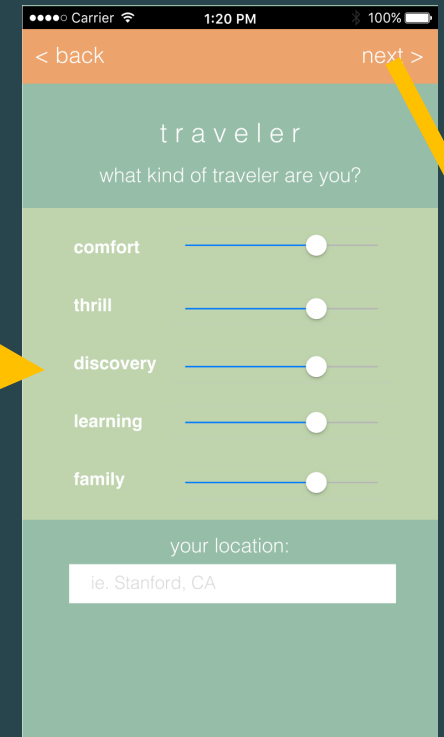 ●●●●○ Carrier 1:20 PM 100%
< back next >
traveler
what kind of traveler are you?
comfort
thrill
discovery
learning
family
your location:
ie. Stanford, CA